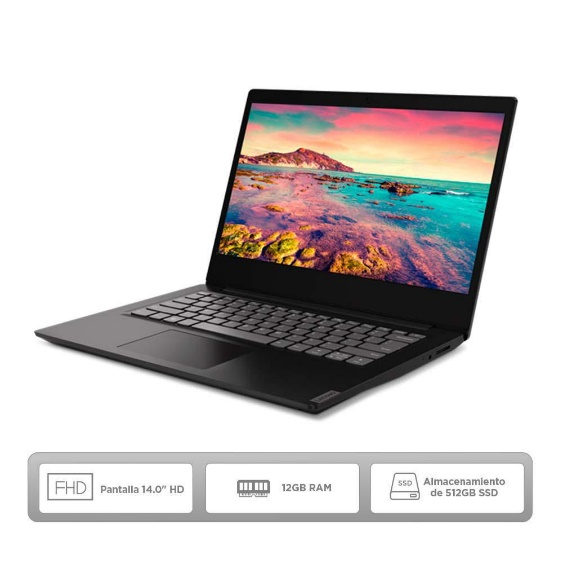 FHD
Pantalla 14.0" HD
12GB RAM
SSD
Almacenamiento
de 512GB SSD